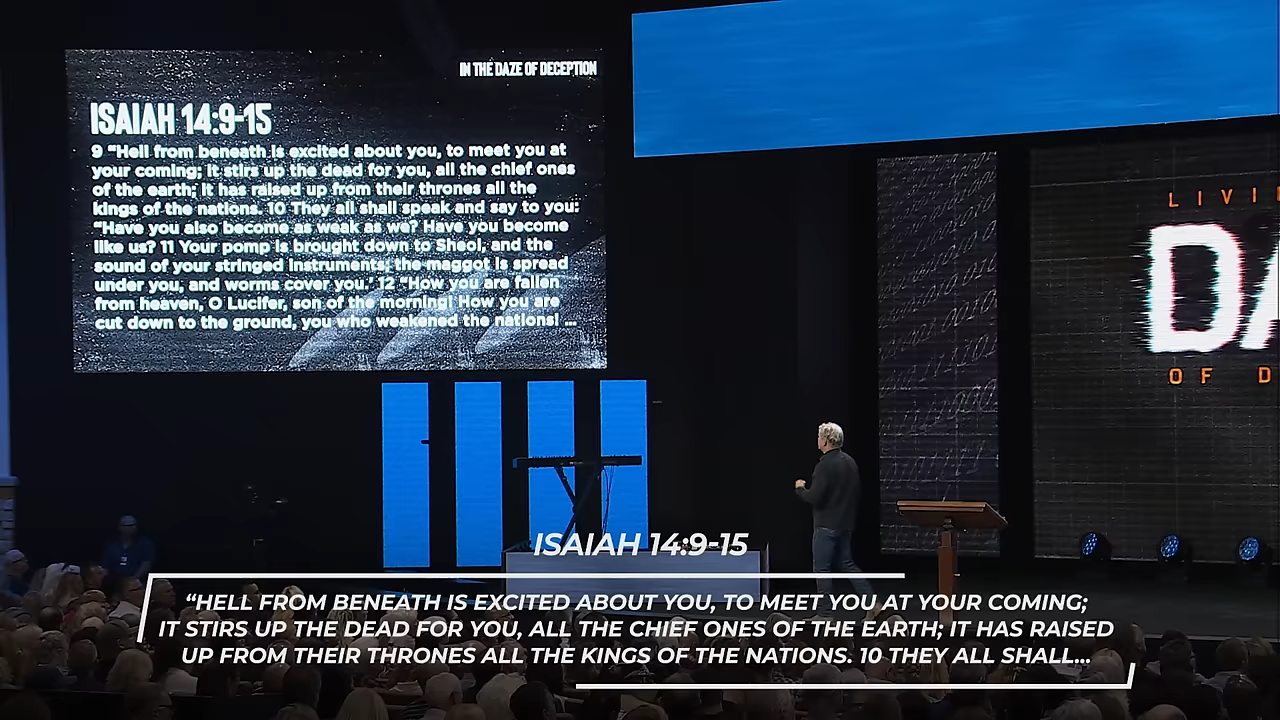 IN THE DAZE OF DECEPTION
ISAIAH 14:9-15
9 “Hell from beneath is excited about you, to meet you at
your coming; it stirs up the dead for you, all the chief ones
of the earth; it has raised up from their thrones all the
kings of the nations. 10 They all shall speak and say to you:
“Have you also become as weak as we? Have you become
like us? 11 Your pomp is brought down to Sheol, and the
sound of your stringed instruments; the maggot is spread
under you, and worms cover you.’ 12 “How you are fallen
from heaven, O Lucifer, son of the morning! How you are
cut down to the ground, you who weakened the nations! ...
LIVI
DA
OF D
ISAIAH 14:9-15
“HELL FROM BENEATH IS EXCITED ABOUT YOU, TO MEET YOU AT YOUR COMING;
IT STIRS UP THE DEAD FOR YOU, ALL THE CHIEF ONES OF THE EARTH; IT HAS RAISED
UP FROM THEIR THRONES ALL THE KINGS OF THE NATIONS. 10 THEY ALL SHALL...